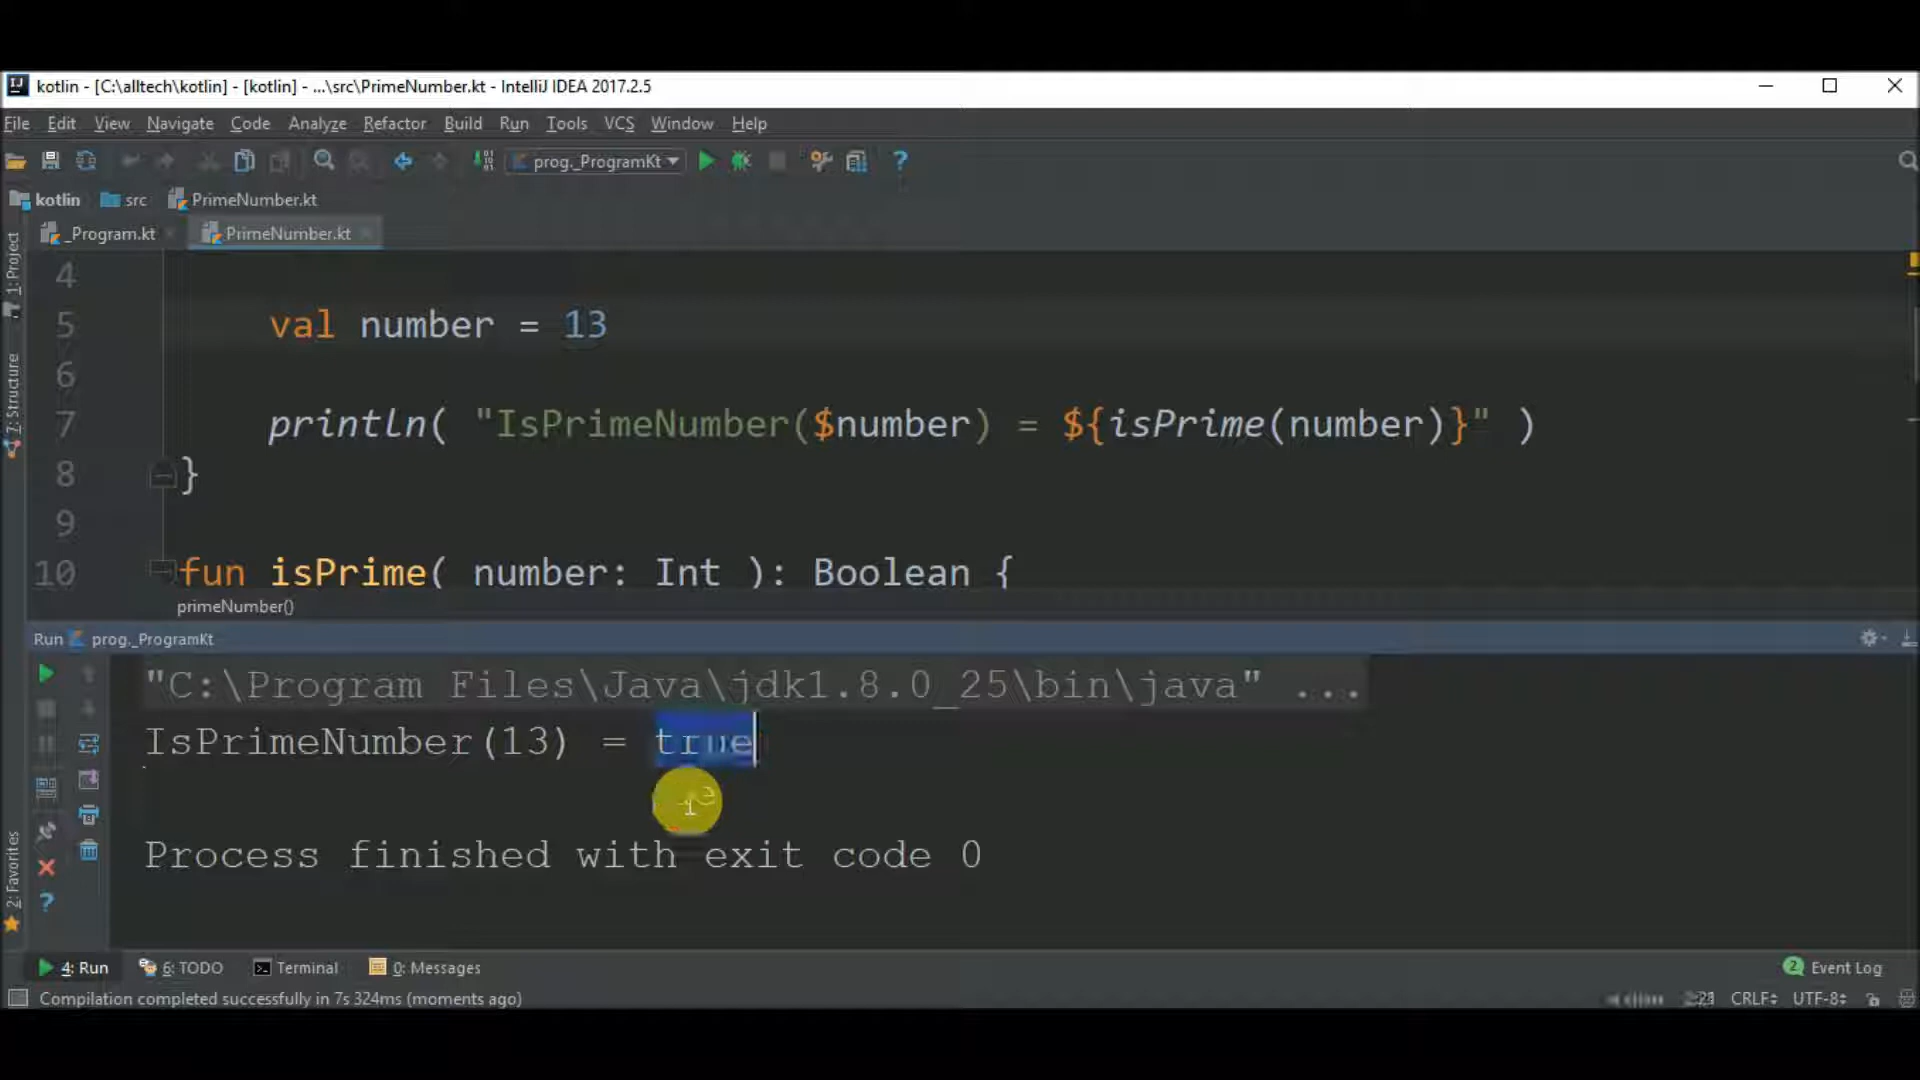 kotlin - [C:\alltech\kotlin] - [kotlin] - ...\src\PrimeNumber.kt - IntelliJ IDEA 2017.2.5
File Edit View Navigate Code Analyze Refactor Build Run Tools VCS Window Help
prog._ProgramKt
kotlin src PrimeNumber.kt
_Program.kt PrimeNumber.kt
1: Project
7: Structure
2: Favorites
4
5 val number = 13
6
7 println( "IsPrimeNumber($number) = ${isPrime(number)}" )
8 }
9
10 fun isPrime( number: Int ): Boolean {
primeNumber()
Run prog._ProgramKt
"C:\Program Files\Java\jdk1.8.0_25\bin\java" ...
IsPrimeNumber(13) = true
Process finished with exit code 0
4: Run 6: TODO Terminal 0: Messages 2 Event Log
Compilation completed successfully in 7s 324ms (moments ago) CRLF UTF-8